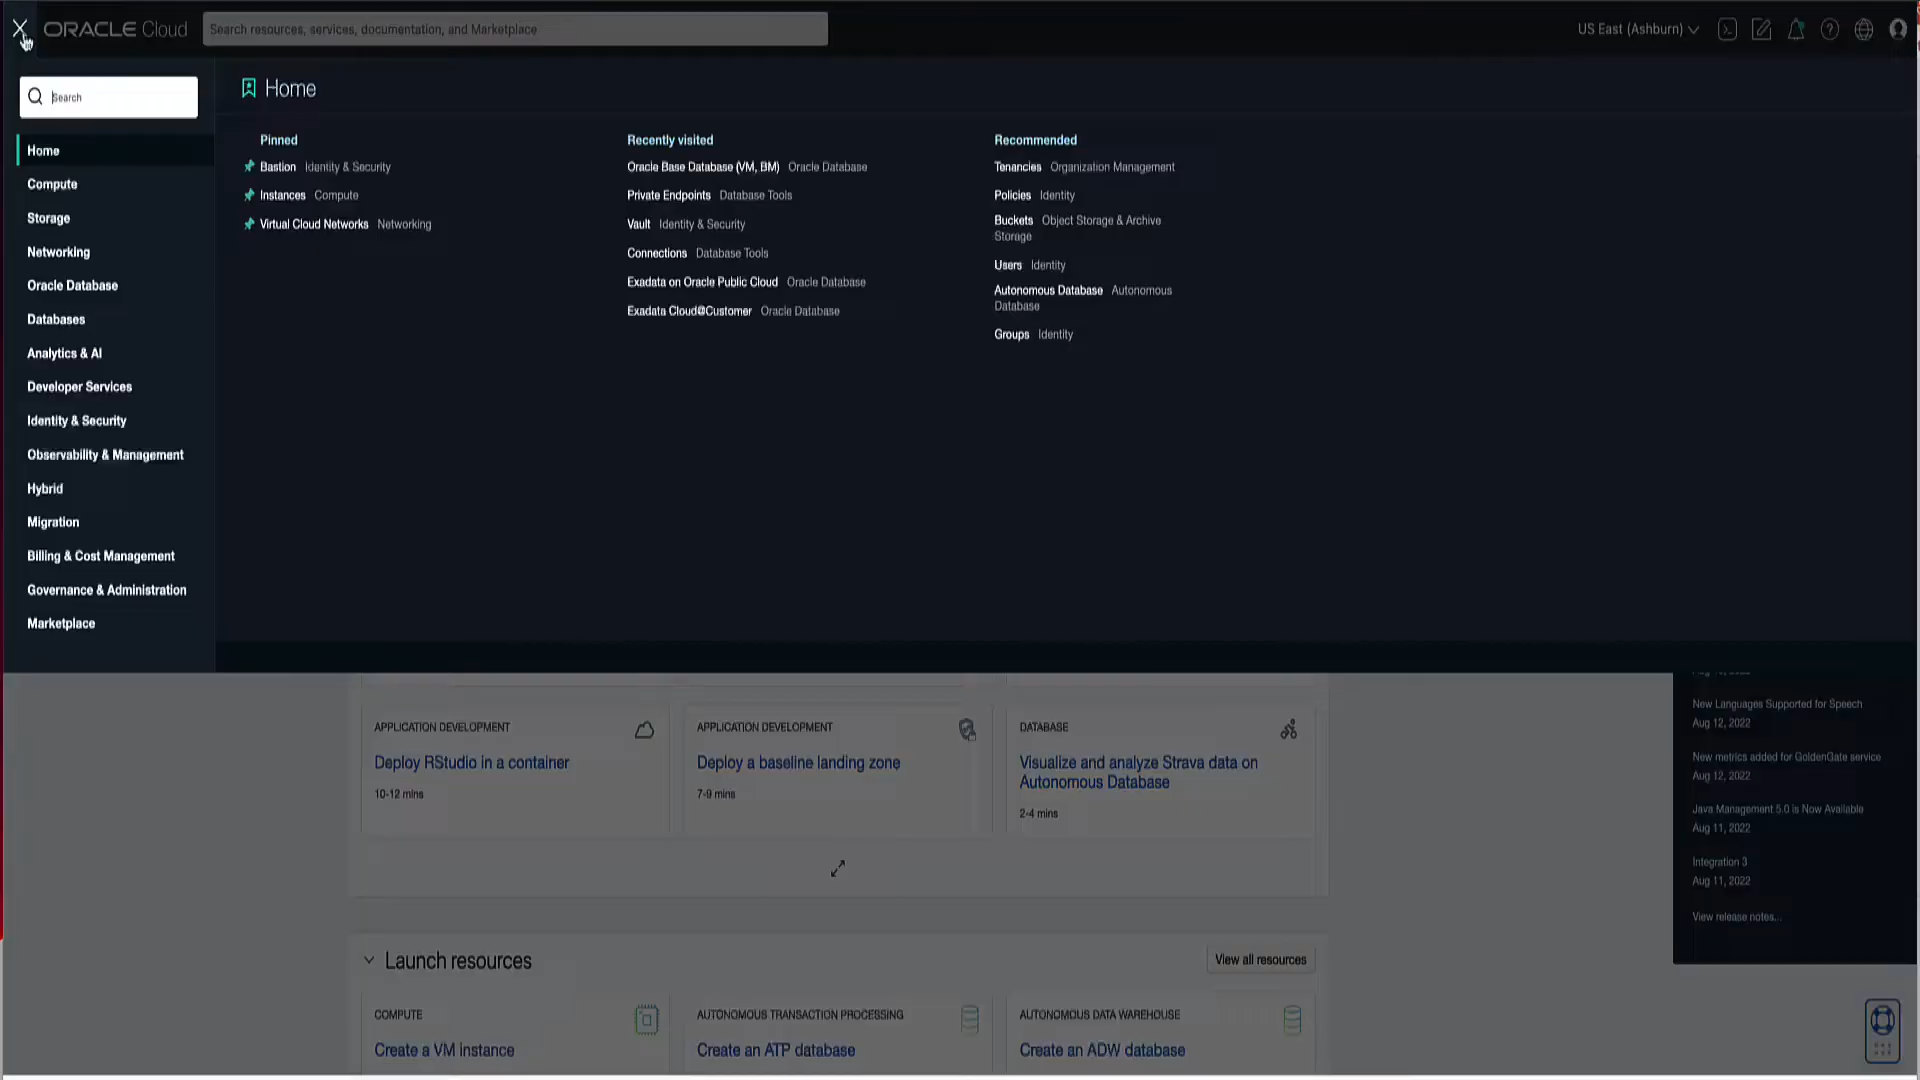 ORACLE Cloud
Search resources, services, documentation, and Marketplace
US East (Ashburn)
Search
Home
Compute
Storage
Networking
Oracle Database
Databases
Analytics & AI
Developer Services
Identity & Security
Observability & Management
Hybrid
Migration
Billing & Cost Management
Governance & Administration
Marketplace
Home
Pinned
Bastion Identity & Security
Instances Compute
Virtual Cloud Networks Networking
Recently visited
Oracle Base Database (VM, BM) Oracle Database
Private Endpoints Database Tools
Vault Identity & Security
Connections Database Tools
Exadata on Oracle Public Cloud Oracle Database
Exadata Cloud@Customer Oracle Database
Recommended
Tenancies Organization Management
Policies Identity
Buckets Object Storage & Archive
Storage
Users Identity
Autonomous Database Autonomous
Database
Groups Identity
APPLICATION DEVELOPMENT
Deploy RStudio in a container
10-12 mins
APPLICATION DEVELOPMENT
Deploy a baseline landing zone
7-9 mins
DATABASE
Visualize and analyze Strava data on
Autonomous Database
2-4 mins
New Languages Supported for Speech
Aug 12, 2022
New metrics added for GoldenGate service
Aug 12, 2022
Java Management 5.0 is Now Available
Aug 11, 2022
Integration 3
Aug 11, 2022
View release notes...
Launch resources
View all resources
COMPUTE
Create a VM instance
AUTONOMOUS TRANSACTION PROCESSING
Create an ATP database
AUTONOMOUS DATA WAREHOUSE
Create an ADW database